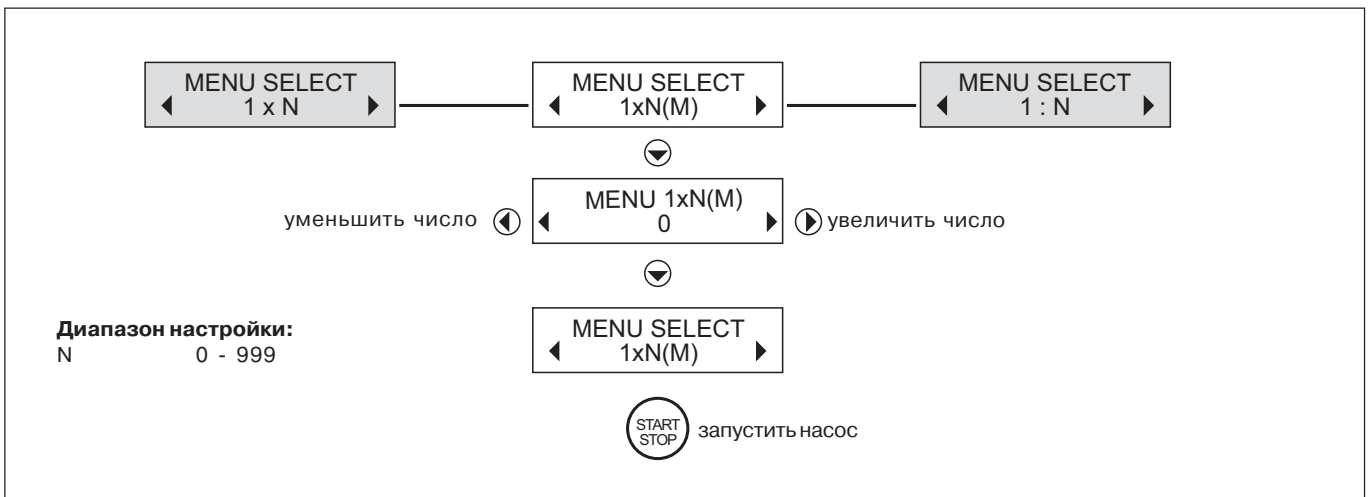 MENU SELECT
1 x N
MENU SELECT
1xN(M)
MENU SELECT
1 : N
MENU 1xN(M)
0
уменьшить число
увеличить число
Диапазон настройки:
N 0 - 999
MENU SELECT
1xN(M)
START
STOP
запустить насос